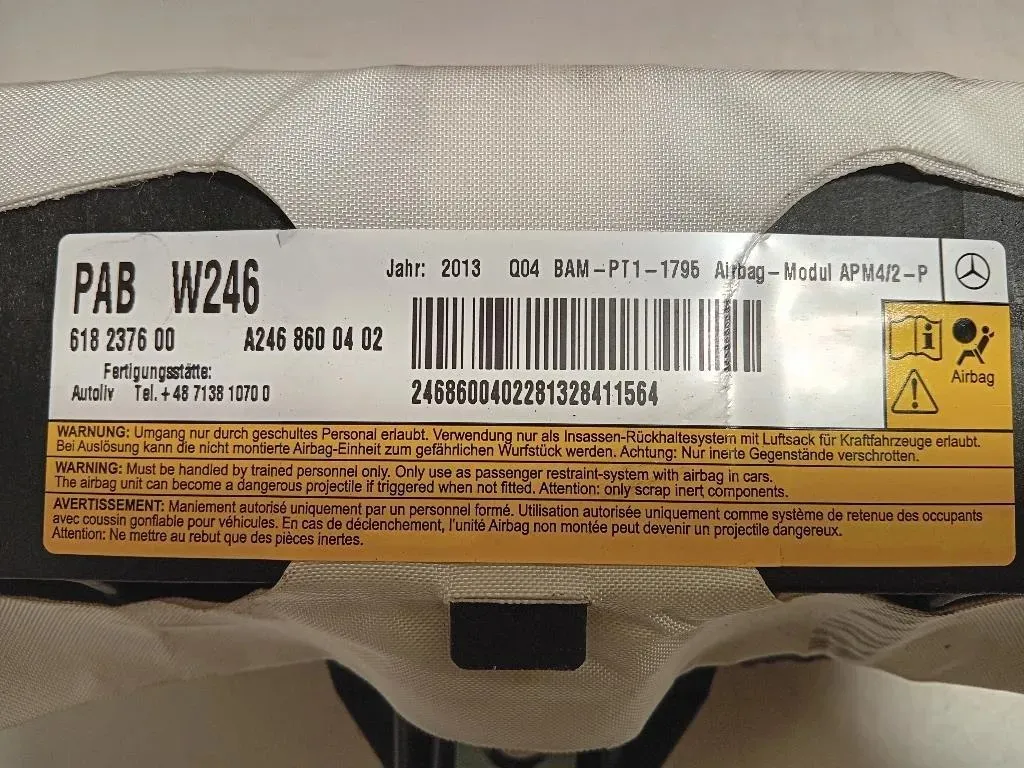 PAB W246
Jahr: 2013 Q04 BAM-PT1-1795 Airbag-Modul APM4/2-P
618 2376 00 A246 860 04 02
Fertigungsstätte:
Autoliv Tel.+48 71381 0700
2468600402281328411564
Airbag
WARNUNG: Umgang nur durch geschultes Personal erlaubt. Verwendung nur als Insassen-Rückhaltesystem mit Luftsack für Kraftfahrzeuge erlaubt.
Bei Auslösung kann die nicht montierte Airbag-Einheit zum gefährlichen Wurfstück werden. Achtung: Nur inerte Gegenstände verschrotten.
WARNING: Must be handled by trained personnel only. Only use as passenger restraint-system with airbag in cars.
The airbag unit can become a dangerous projectile if triggered when not fitted. Attention: only scrap inert components.
AVERTISSEMENT: Maniement autorisé uniquement par un personnel formé. Utilisation autorisée uniquement comme système de retenue des occupants
avec coussin gonflable pour véhicules. En cas de déclenchement, l'unité Airbag non montée peut devenir un projectile dangereux.
Attention: Ne mettre au rebut que des pièces inertes.